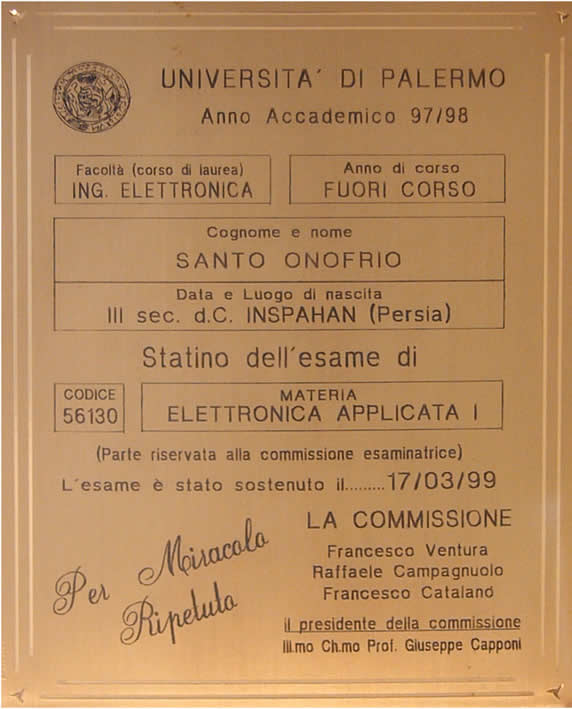 UNIVERSITA' DI PALERMO
Anno Accademico 97/98
Facoltà (corso di laurea)
ING. ELETTRONICA
Anno di corso
FUORI CORSO
Cognome e nome
SANTO ONOFRIO
Data e Luogo di nascita
III sec. d.C. INSPAHAN (Persia)
Statino dell'esame di
CODICE
56130
MATERIA
ELETTRONICA APPLICATA I
(Parte riservata alla commissione esaminatrice)
L'esame è stato sostenuto il.........17/03/99
Per Miracolo
Ripetuto
LA COMMISSIONE
Francesco Ventura
Raffaele Campagnuolo
Francesco Cataland
il presidente della commissione
Ill.mo Ch.mo Prof. Giuseppe Capponi